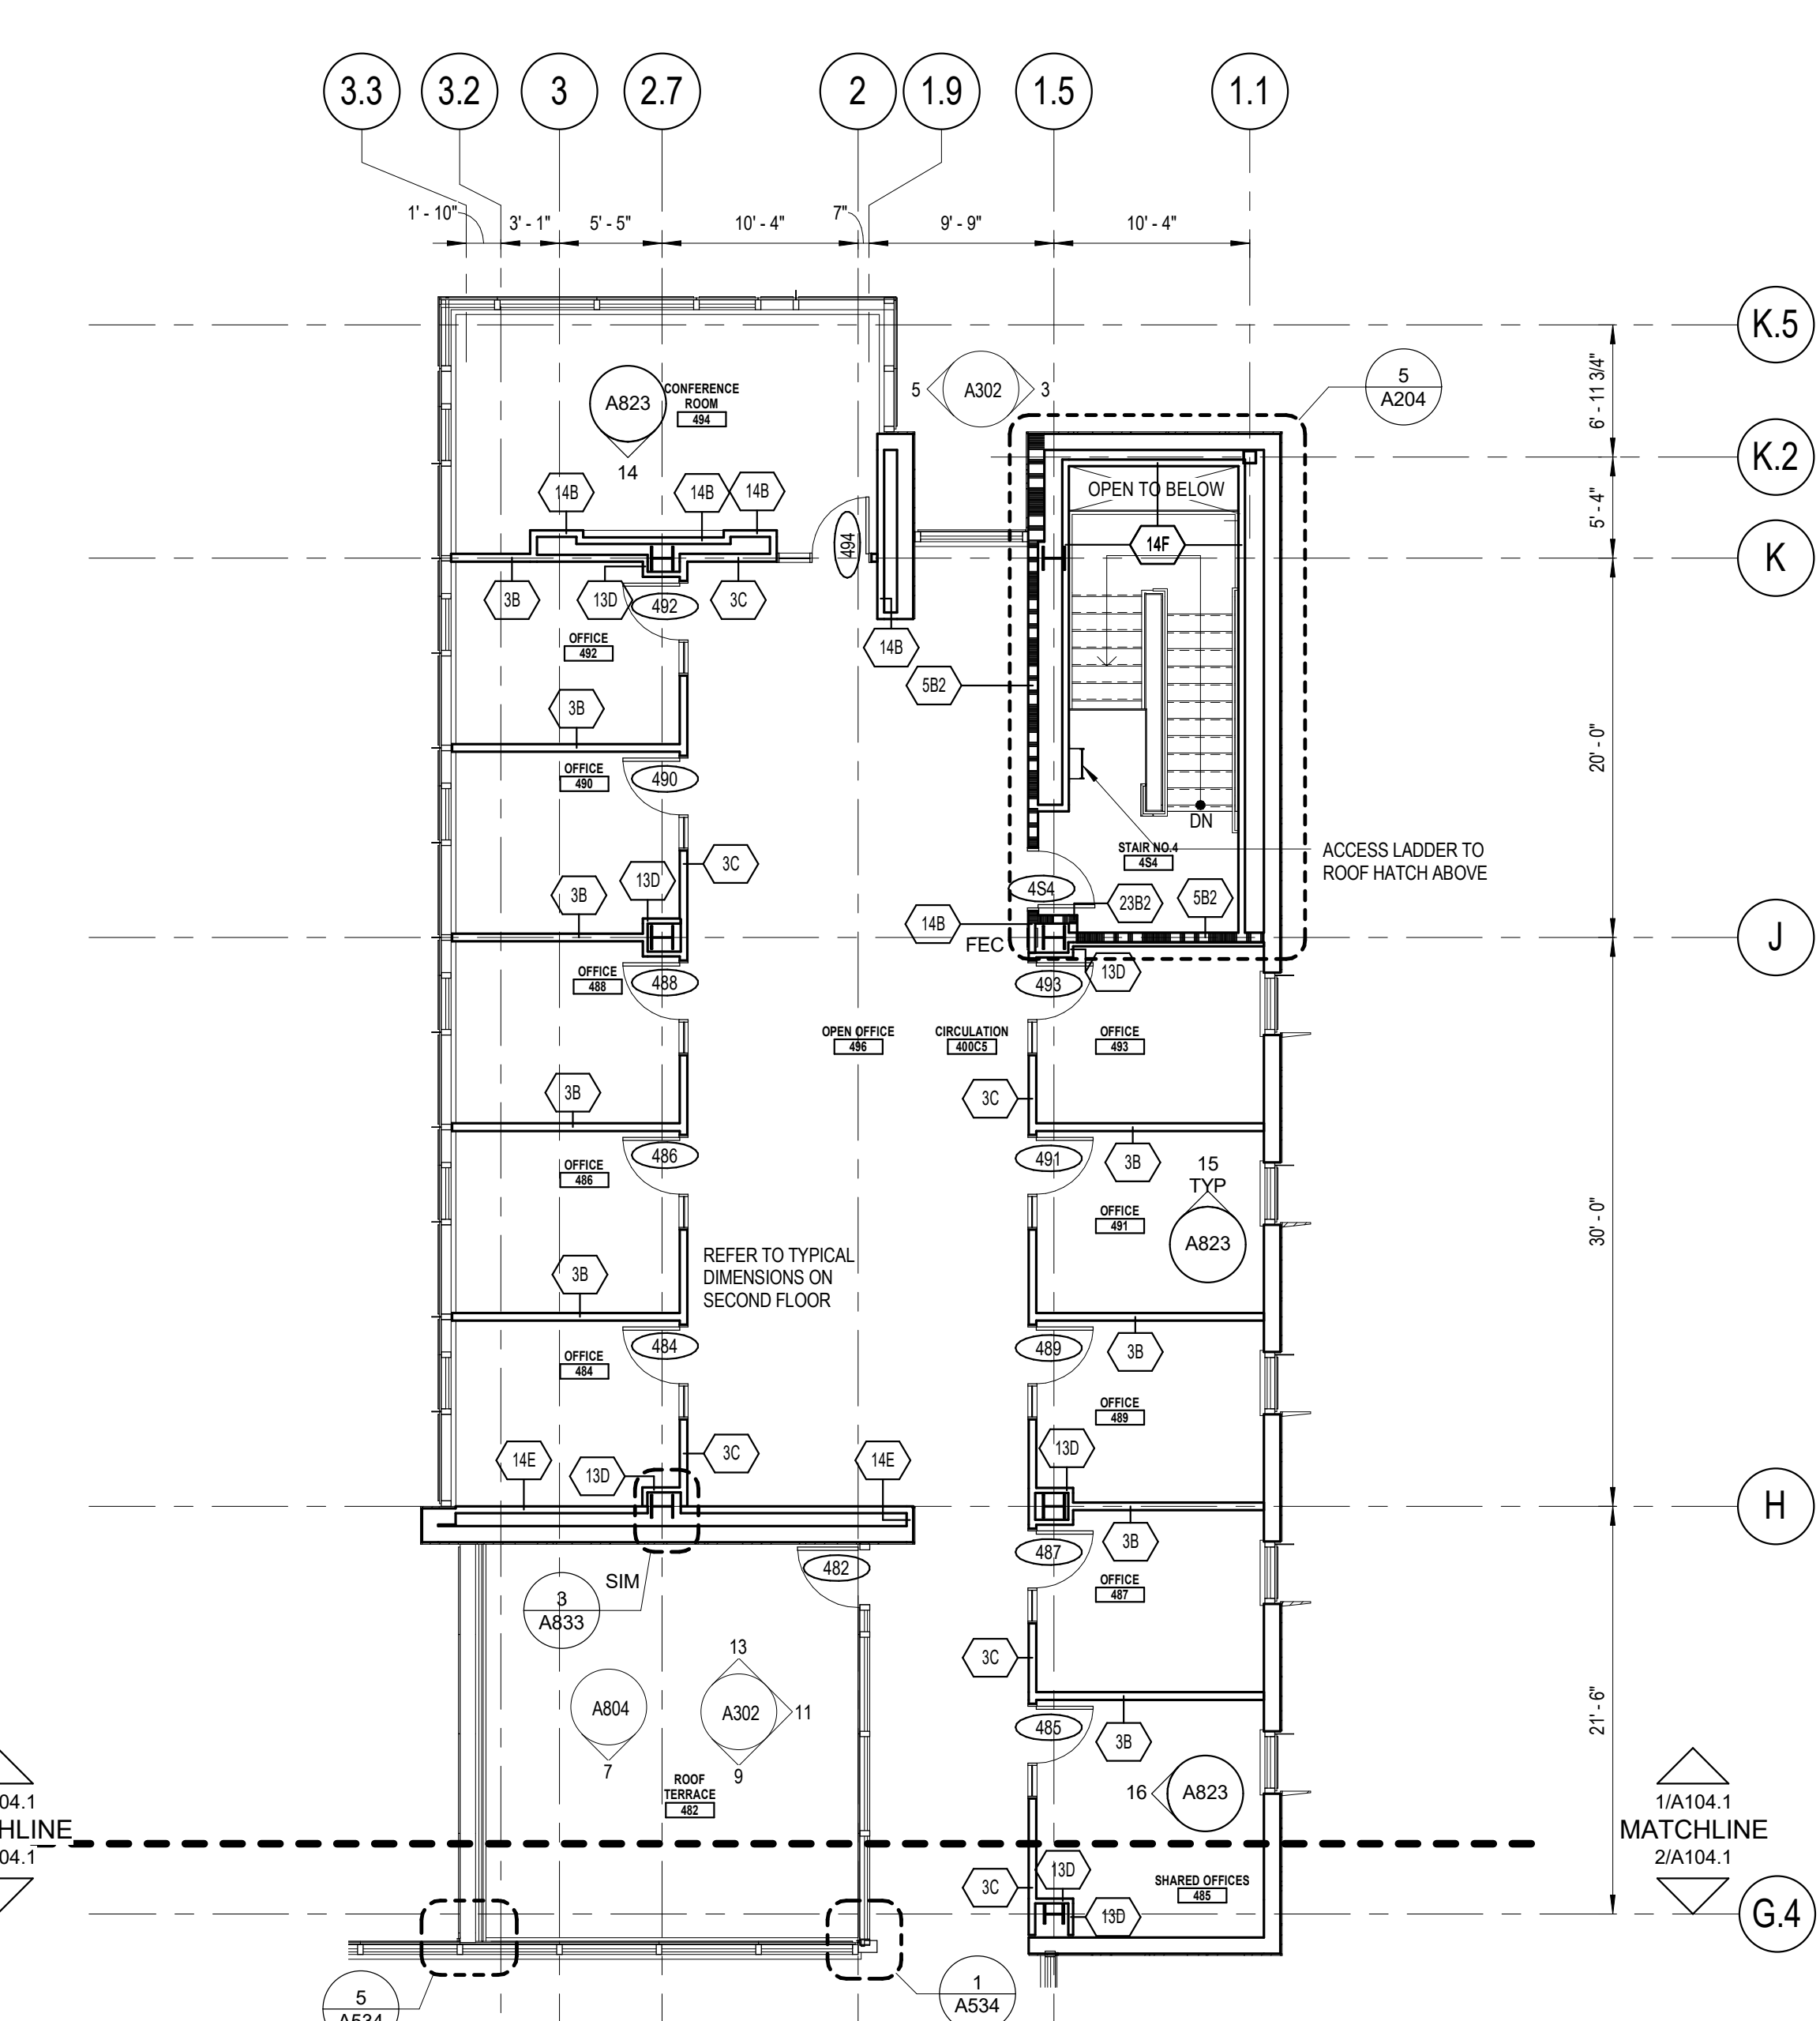 3.3 3.2 3 2.7 2 1.9 1.5 1.1
1' - 10" 3' - 1" 5' - 5" 10' - 4" 7" 9' - 9" 10' - 4"
K.5
6' - 11 3/4"
5
A204
5 A302 3
A823
14
CONFERENCE
ROOM
494
K.2
5' - 4"
14B 14B 14B
OPEN TO BELOW
494
14F
K
3B 13D 492 3C
OFFICE
492
14B
5B2
3B
20' - 0"
OFFICE
490
490
DN
STAIR NO.4
4S4
ACCESS LADDER TO
ROOF HATCH ABOVE
3C
13D
3B
4S4
23B2
5B2
14B
FEC
J
13D
OFFICE
488
488
493
OPEN OFFICE
496
CIRCULATION
400C5
OFFICE
493
3B
3C
486
491
3B
15
TYP
A823
OFFICE
486
OFFICE
491
30' - 0"
REFER TO TYPICAL
DIMENSIONS ON
SECOND FLOOR
3B
484
489
3B
OFFICE
484
OFFICE
489
14E
13D
3C
14E
13D
H
482
487
3B
SIM
3
A833
OFFICE
487
3C
13
A804
7
A302
11
9
485
3B
21' - 6"
ROOF
TERRACE
482
16 A823
04.1
HLINE
04.1
1/A104.1
MATCHLINE
2/A104.1
13D
3C
SHARED OFFICES
485
13D
G.4
5
A534
1
A534